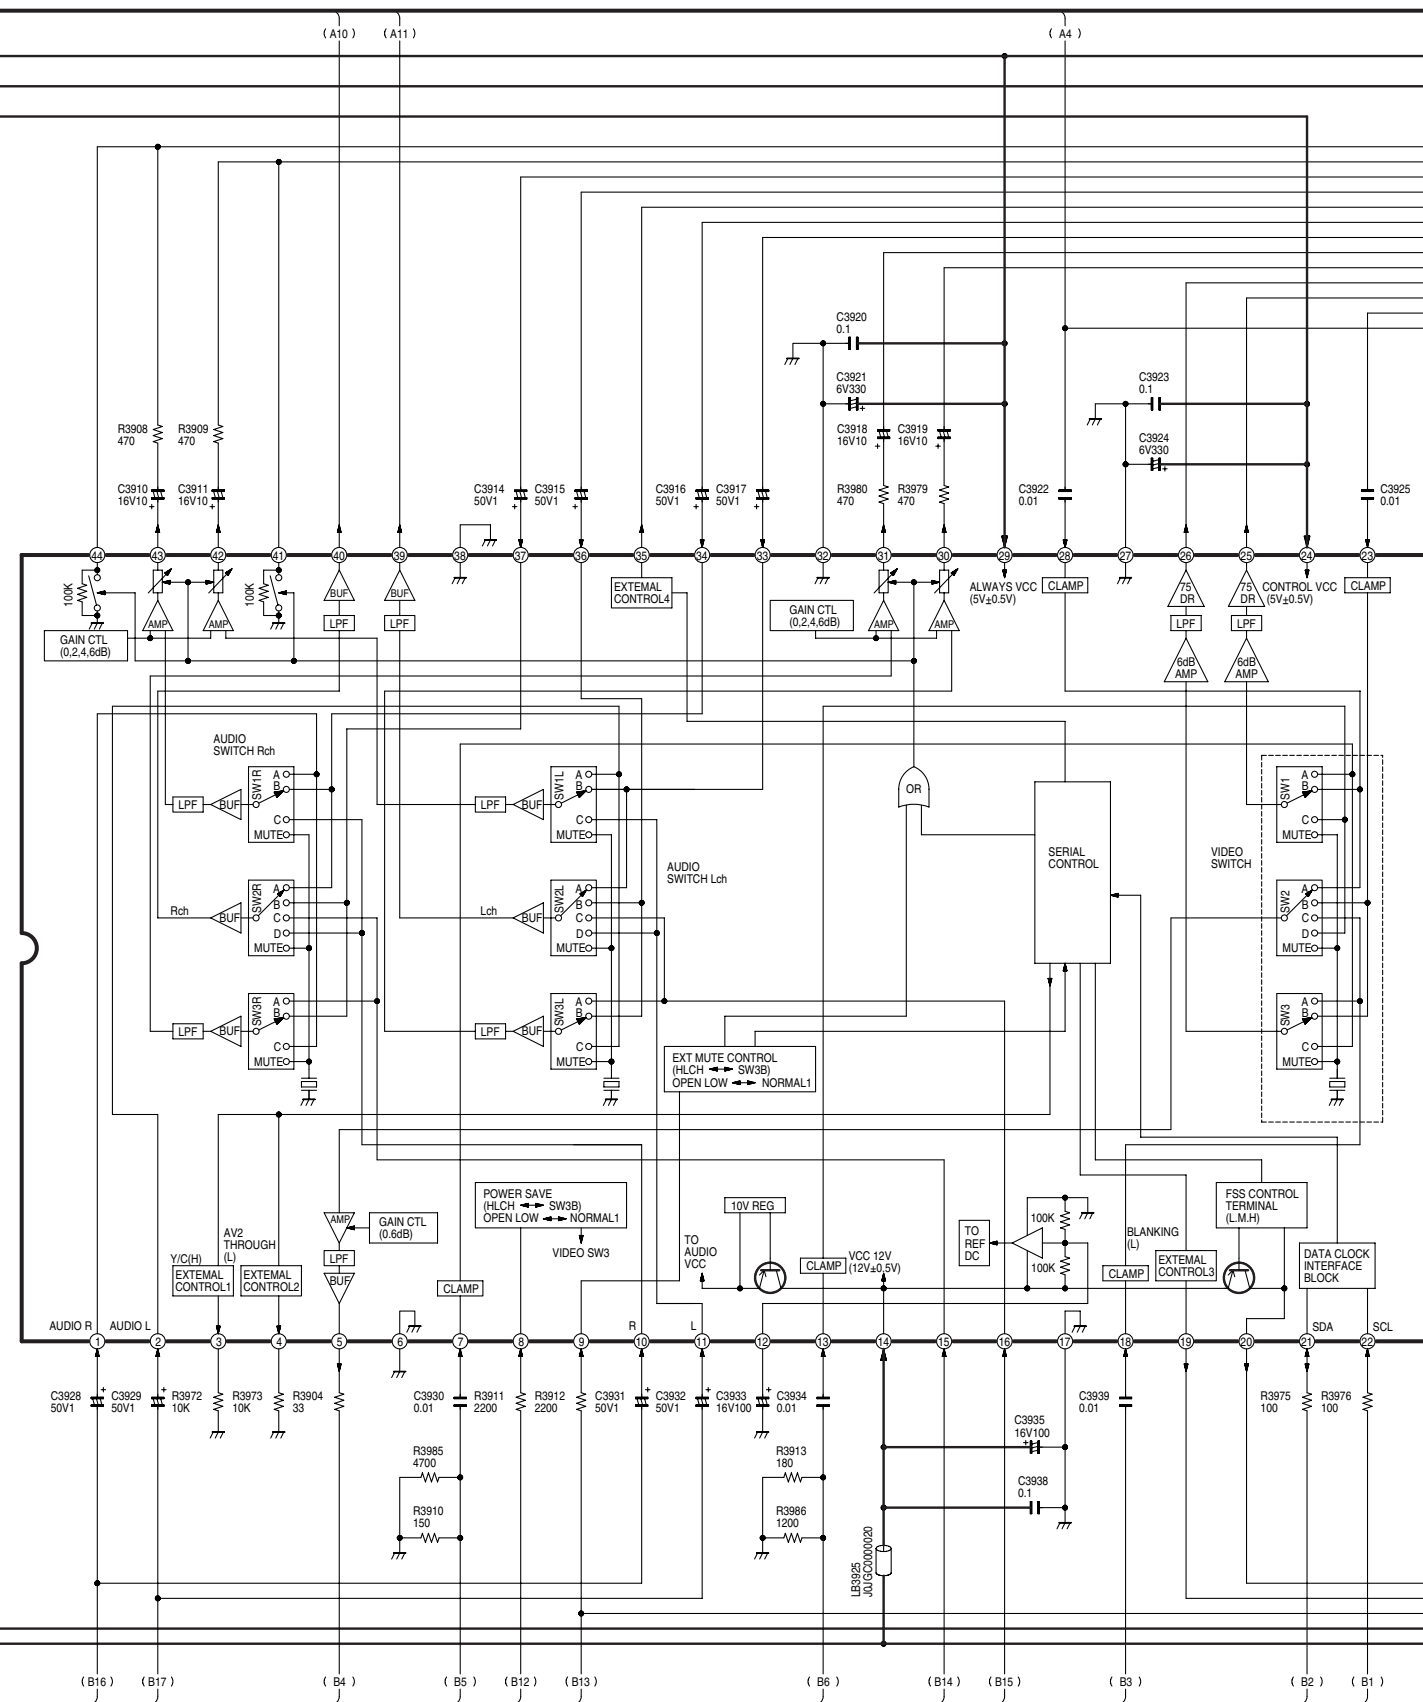 ( A10 )
( A11 )
( A4 )
C3920
0.1
C3921
6V330
C3923
0.1
C3924
6V330
R3908
470
R3909
470
C3918
16V10
C3919
16V10
C3910
16V10
C3911
16V10
C3914
50V1
C3915
50V1
C3916
50V1
C3917
50V1
R3980
470
R3979
470
C3922
0.01
C3925
0.01
44
43
42
41
40
39
38
37
36
35
34
33
32
31
30
29
28
27
26
25
24
23
100K
100K
BUF
BUF
LPF
LPF
AMP
AMP
GAIN CTL
(0,2,4,6dB)
EXTEMAL
CONTROL4
GAIN CTL
(0,2,4,6dB)
AMP
AMP
ALWAYS VCC
(5V±0.5V)
CLAMP
75
DR
LPF
6dB
AMP
75
DR
LPF
6dB
AMP
CONTROL VCC
(5V±0.5V)
CLAMP
AUDIO
SWITCH Rch
LPF
BUF
SW1R
A
B
C
MUTE
LPF
BUF
SW1L
A
B
C
MUTE
OR
SERIAL
CONTROL
VIDEO
SWITCH
SW1
A
B
C
MUTE
AUDIO
SWITCH Lch
Rch
BUF
SW2R
A
B
C
D
MUTE
Lch
BUF
SW2L
A
B
C
D
MUTE
SW2
A
B
C
D
MUTE
LPF
BUF
SW3R
A
B
C
MUTE
LPF
BUF
SW3L
A
B
C
MUTE
SW3
A
B
C
MUTE
EXT MUTE CONTROL
(HLCH ◄► SW3B)
OPEN LOW ◄► NORMAL1
POWER SAVE
(HLCH ◄► SW3B)
OPEN LOW ◄► NORMAL1
VIDEO SW3
AMP
GAIN CTL
(0.6dB)
LPF
BUF
AV2
THROUGH
(L)
Y/C(H)
EXTEMAL
CONTROL1
EXTEMAL
CONTROL2
CLAMP
TO
AUDIO
VCC
10V REG
CLAMP
VCC 12V
(12V±0,5V)
TO
REF
DC
100K
100K
BLANKING
(L)
CLAMP
EXTEMAL
CONTROL3
FSS CONTROL
TERMINAL
(L.M.H)
DATA CLOCK
INTERFACE
BLOCK
AUDIO R
AUDIO L
R
L
SDA
SCL
1
2
3
4
5
6
7
8
9
10
11
12
13
14
15
16
17
18
19
20
21
22
C3928
50V1
C3929
50V1
R3972
10K
R3973
10K
R3904
33
C3930
0.01
R3911
2200
R3912
2200
C3931
50V1
C3932
50V1
C3933
16V100
C3934
0.01
C3939
0.01
R3975
100
R3976
100
C3935
16V100
R3985
4700
R3913
180
C3938
0.1
R3910
150
R3986
1200
LB3925
J0JGC0000020
( B16 )
( B17 )
( B4 )
( B5 )
( B12 )
( B13 )
( B6 )
( B14 )
( B15 )
( B3 )
( B2 )
( B1 )